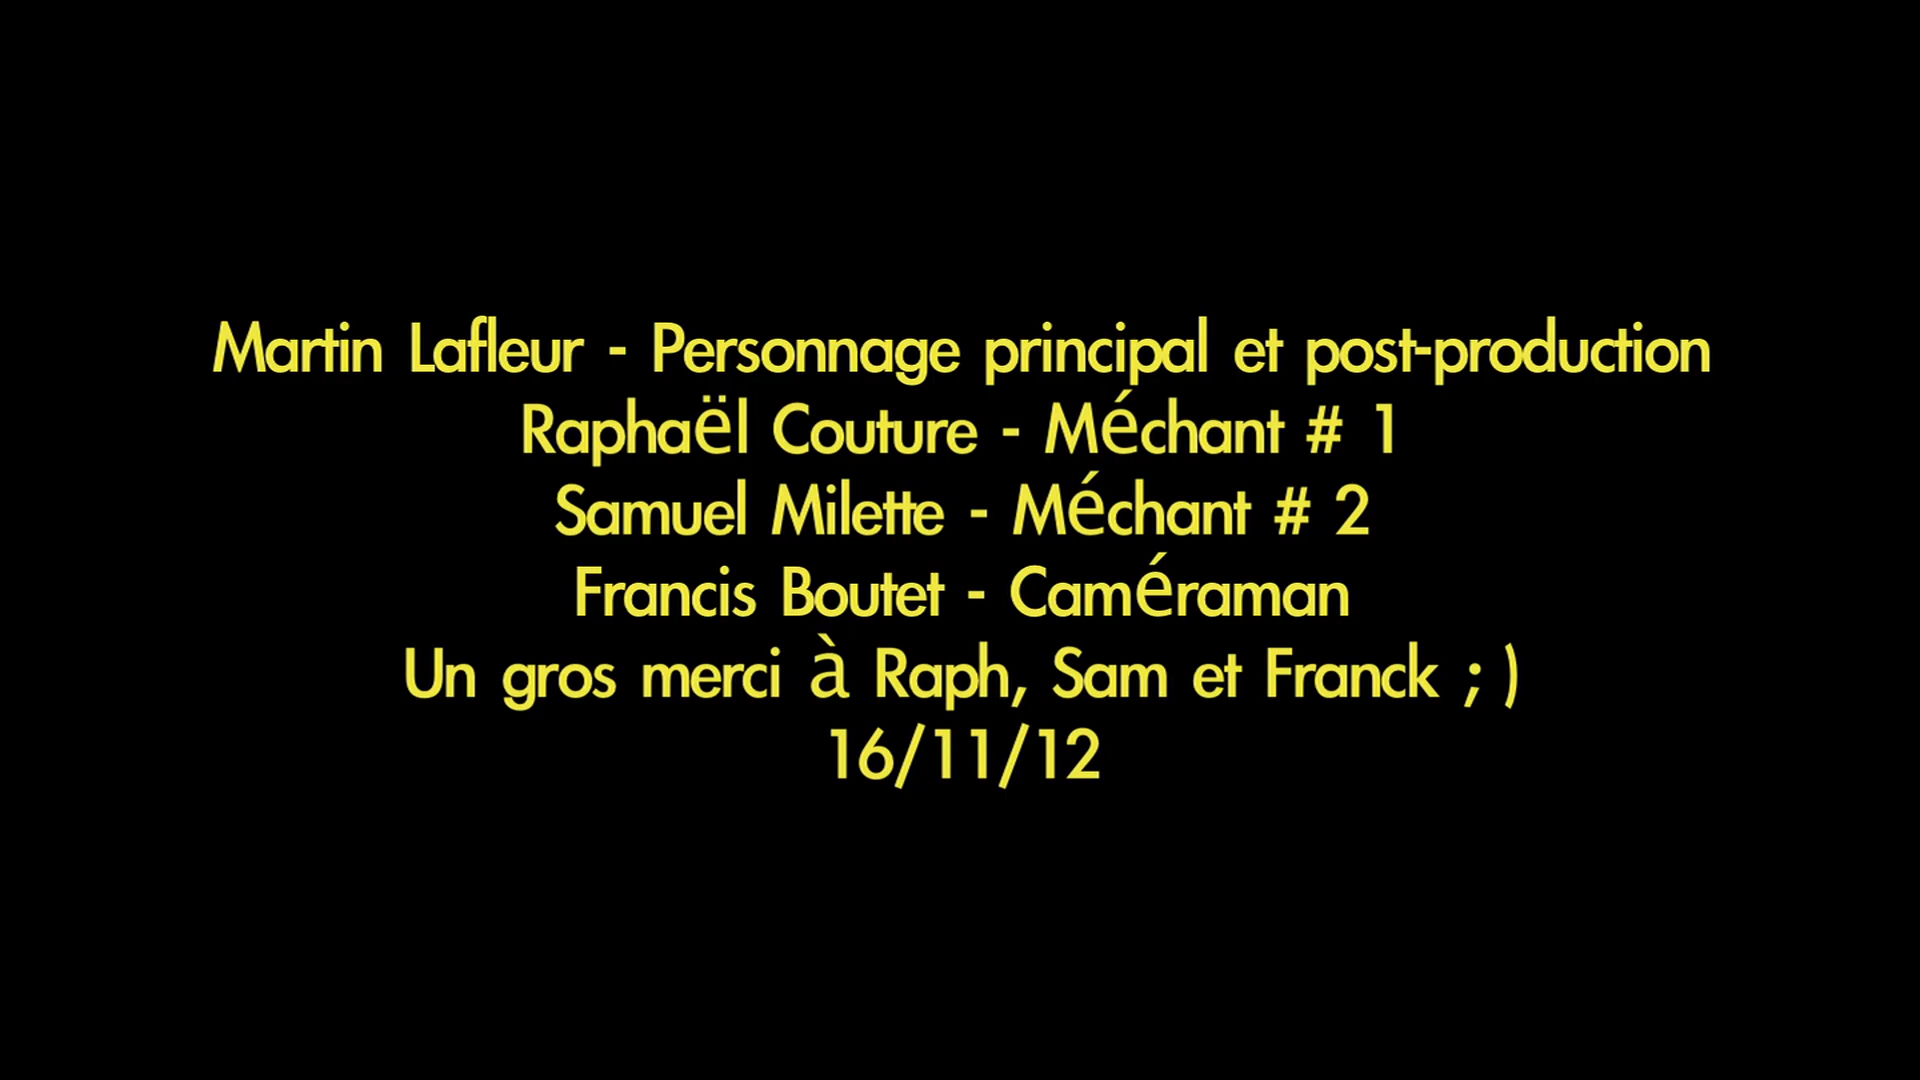 Martin Lafleur - Personnage principal et post-production
Raphaël Couture - Méchant # 1
Samuel Milette - Méchant # 2
Francis Boutet - Caméraman
Un gros merci à Raph, Sam et Franck ; )
16/11/12